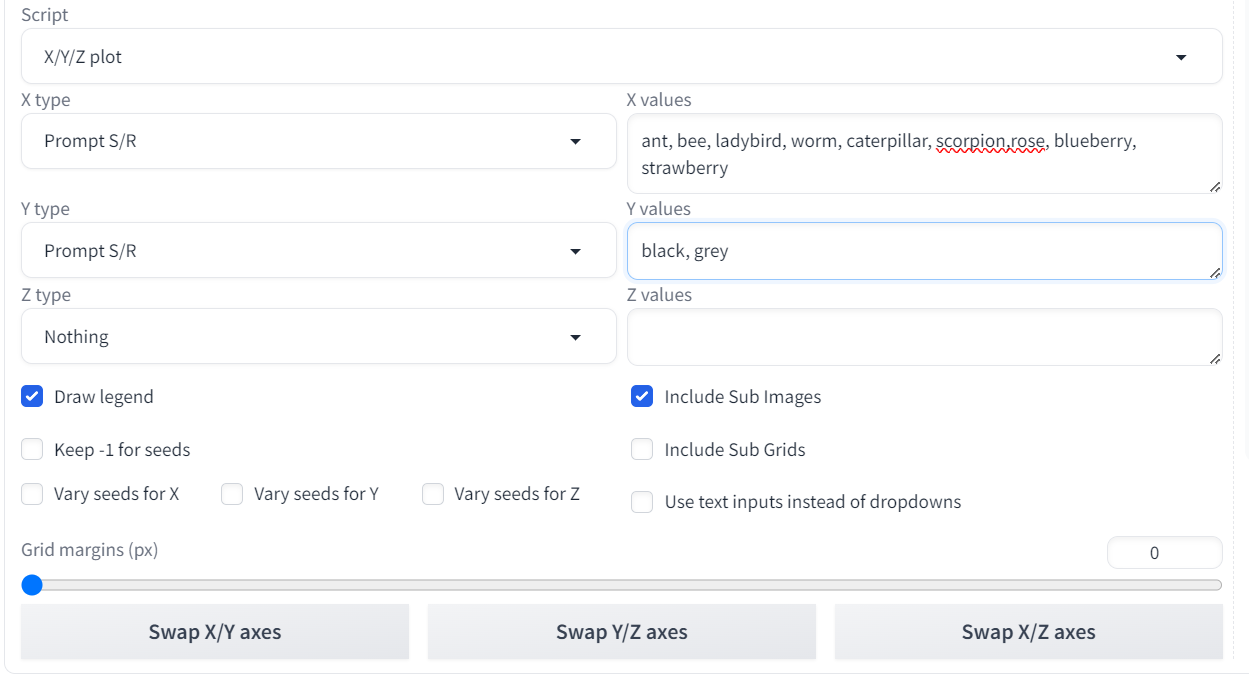 Script
X/Y/Z plot
X type
X values
Prompt S/R
ant, bee, ladybird, worm, caterpillar, scorpion,rose, blueberry,
strawberry
Y type
Y values
Prompt S/R
black, grey
Z type
Z values
Nothing
Draw legend
Include Sub Images
Keep -1 for seeds
Include Sub Grids
Vary seeds for X
Vary seeds for Y
Vary seeds for Z
Use text inputs instead of dropdowns
Grid margins (px)
0
Swap X/Y axes
Swap Y/Z axes
Swap X/Z axes